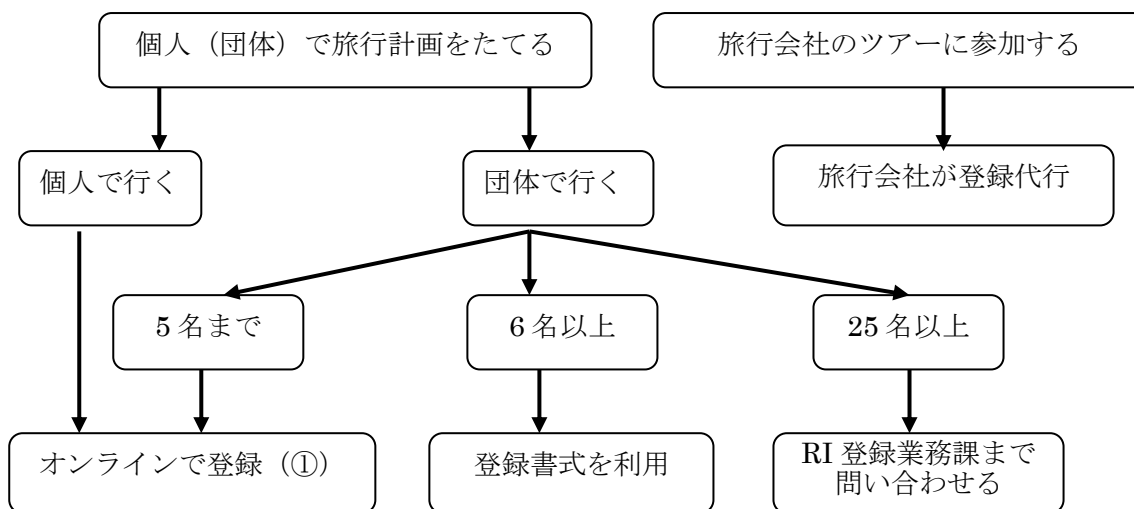 個人（団体）で旅行計画をたてる
旅行会社のツアーに参加する
個人で行く
団体で行く
旅行会社が登録代行
5 名まで
6 名以上
25 名以上
オンラインで登録（①）
登録書式を利用
RI 登録業務課まで
問い合わせる